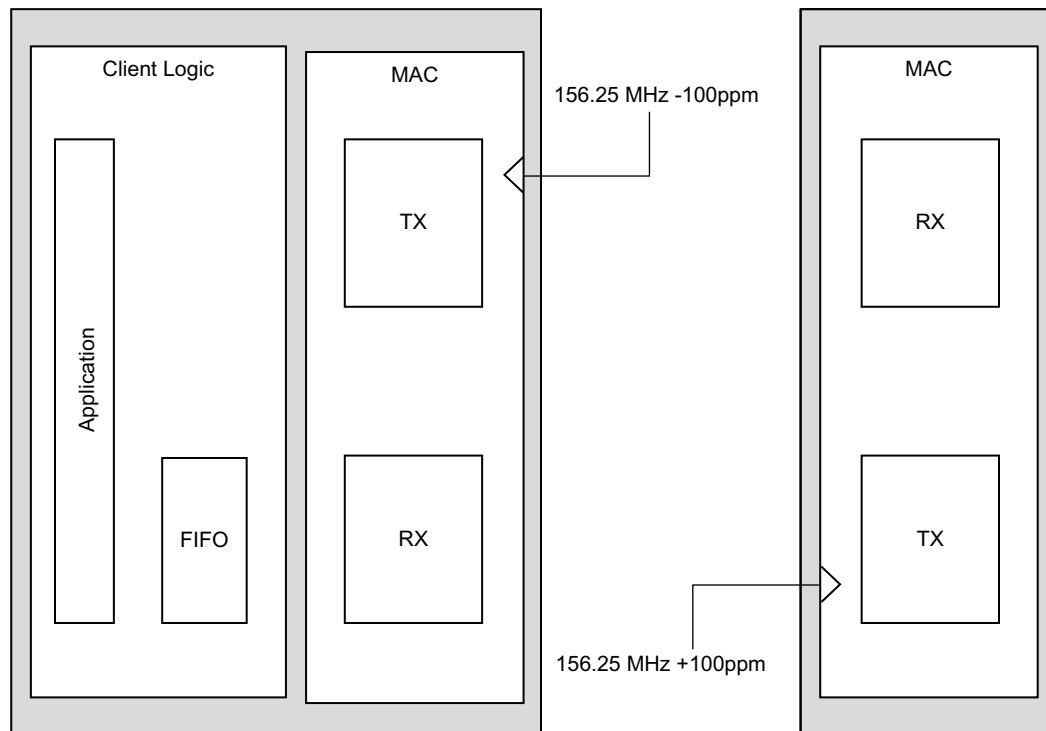 Client Logic
MAC
MAC
156.25 MHz -100ppm
TX
RX
Application
FIFO
RX
TX
156.25 MHz +100ppm